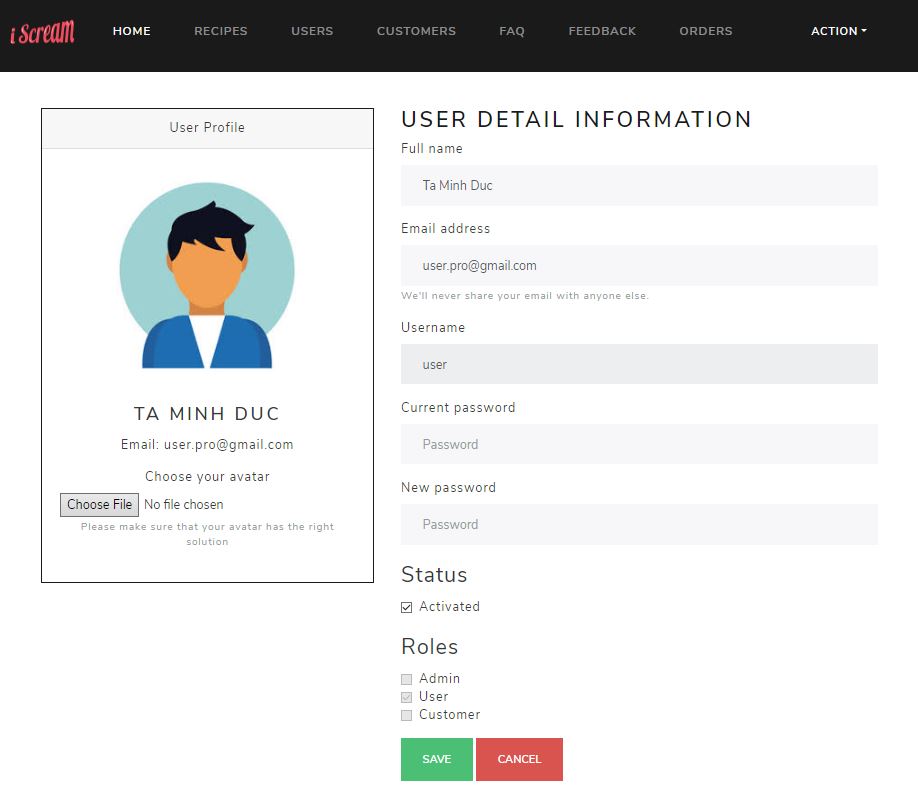 i Scream
HOME RECIPES USERS CUSTOMERS FAQ FEEDBACK ORDERS ACTION
User Profile
TA MINH DUC
Email: user.pro@gmail.com
Choose your avatar
Choose File No file chosen
Please make sure that your avatar has the right
solution
USER DETAIL INFORMATION
Full name
Ta Minh Duc
Email address
user.pro@gmail.com
We'll never share your email with anyone else.
Username
user
Current password
Password
New password
Password
Status
Activated
Roles
Admin
User
Customer
SAVE CANCEL